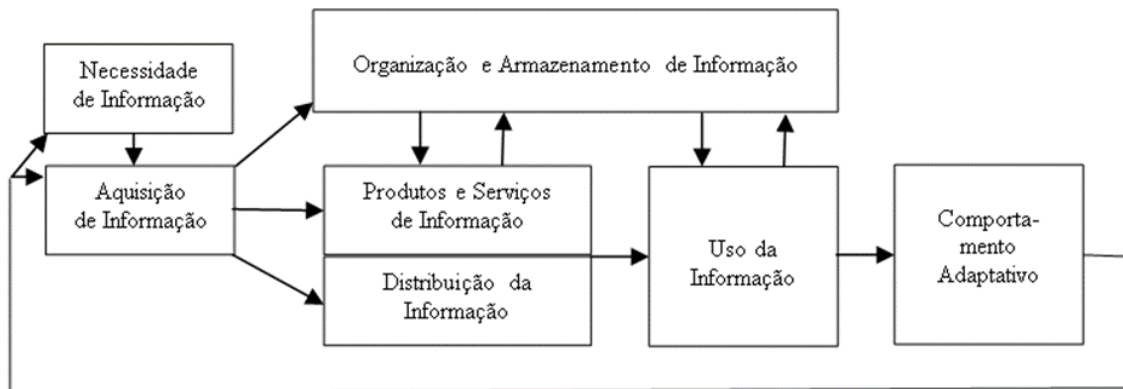 Necessidade
de Informação
Organização e Armazenamento de Informação
Aquisição
de Informação
Produtos e Serviços
de Informação
Distribuição da
Informação
Uso da
Informação
Comporta-
mento
Adaptativo